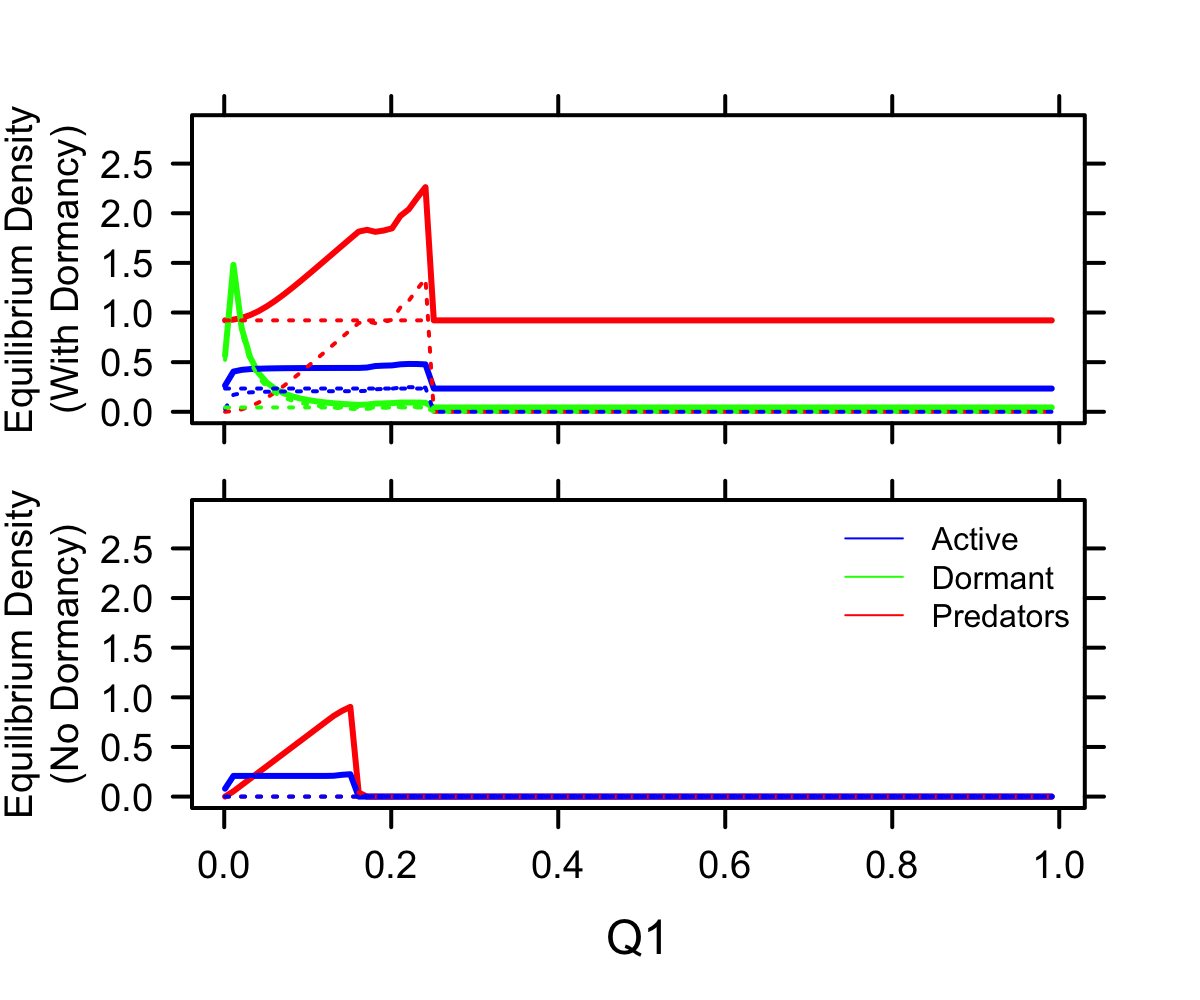 Equilibrium Density
(With Dormancy)
2.5
2.0
1.5
1.0
0.5
0.0
Equilibrium Density
(No Dormancy)
2.5
2.0
1.5
1.0
0.5
0.0
Active
Dormant
Predators
0.0 0.2 0.4 0.6 0.8 1.0
Q1